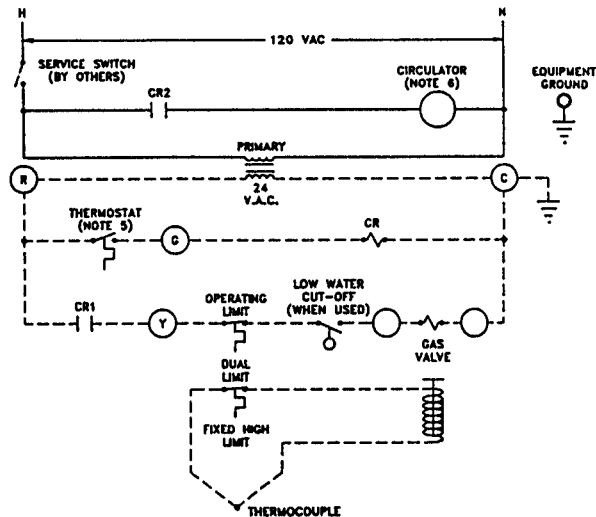 H
N
120 VAC
SERVICE SWITCH
(BY OTHERS)
CR2
CIRCULATOR
(NOTE 6)
EQUIPMENT
GROUND
PRIMARY
R
24
V.A.C.
C
THERMOSTAT
(NOTE 5)
G
CR
CR1
Y
OPERATING
LIMIT
LOW WATER
CUT-OFF
(WHEN USED)
GAS
VALVE
DUAL
LIMIT
FIXED HIGH
LIMIT
THERMOCOUPLE